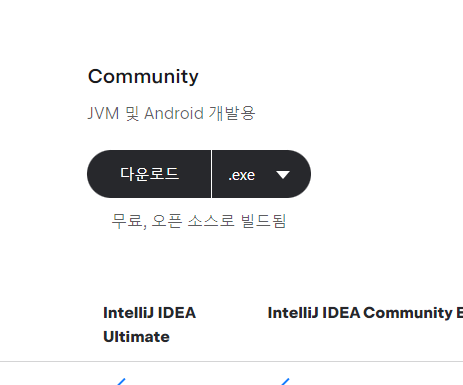 Community
JVM 및 Android 개발용
다운로드 .exe
무료, 오픈 소스로 빌드됨
IntelliJ IDEA Ultimate
IntelliJ IDEA Community